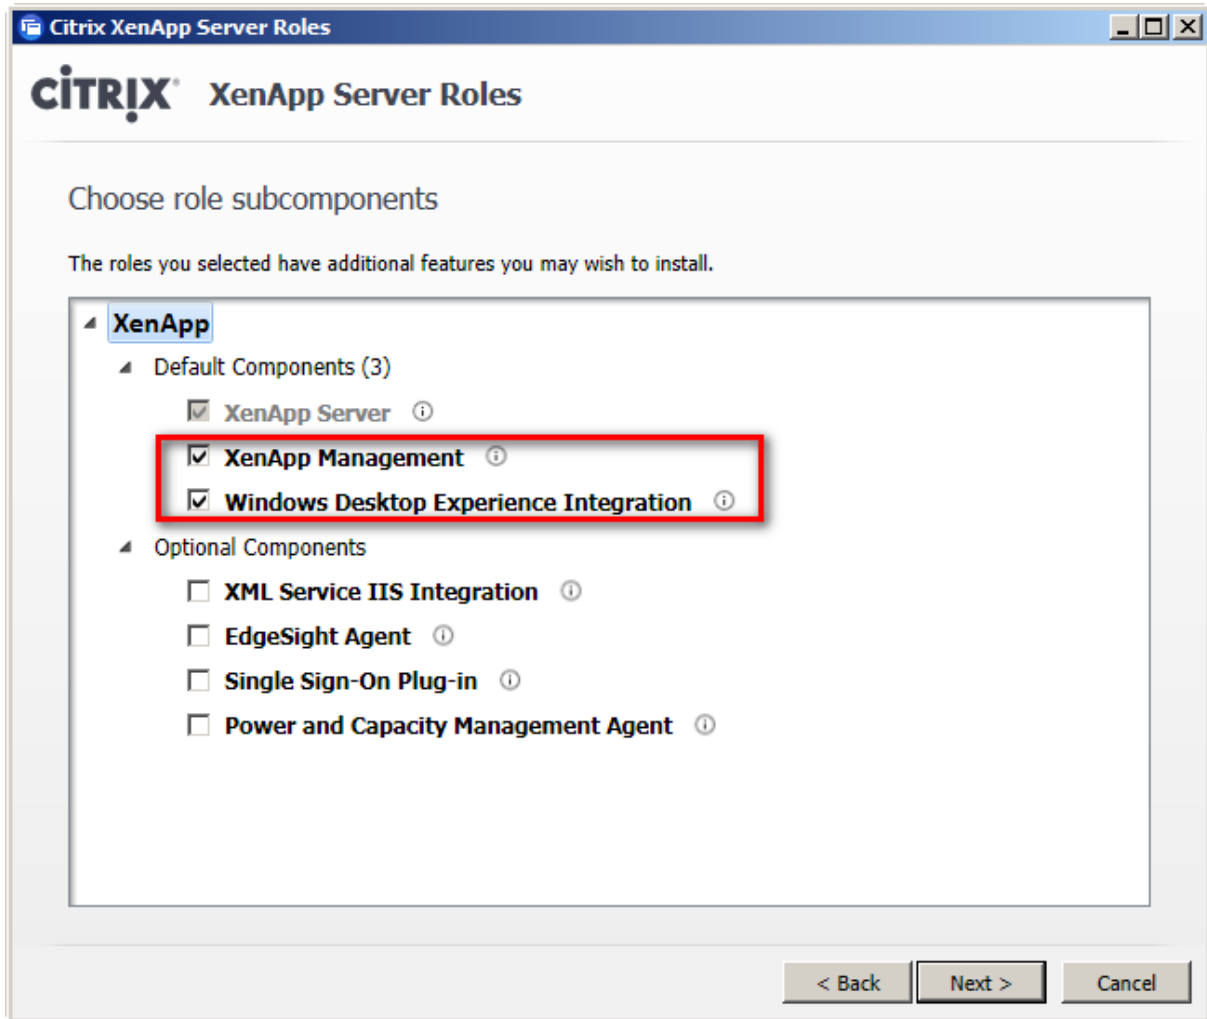 Citrix XenApp Server Roles
CİTRIX® XenApp Server Roles
Choose role subcomponents
The roles you selected have additional features you may wish to install.
XenApp
Default Components (3)
XenApp Server
XenApp Management
Windows Desktop Experience Integration
Optional Components
XML Service IIS Integration
EdgeSight Agent
Single Sign-On Plug-in
Power and Capacity Management Agent
< Back Next > Cancel